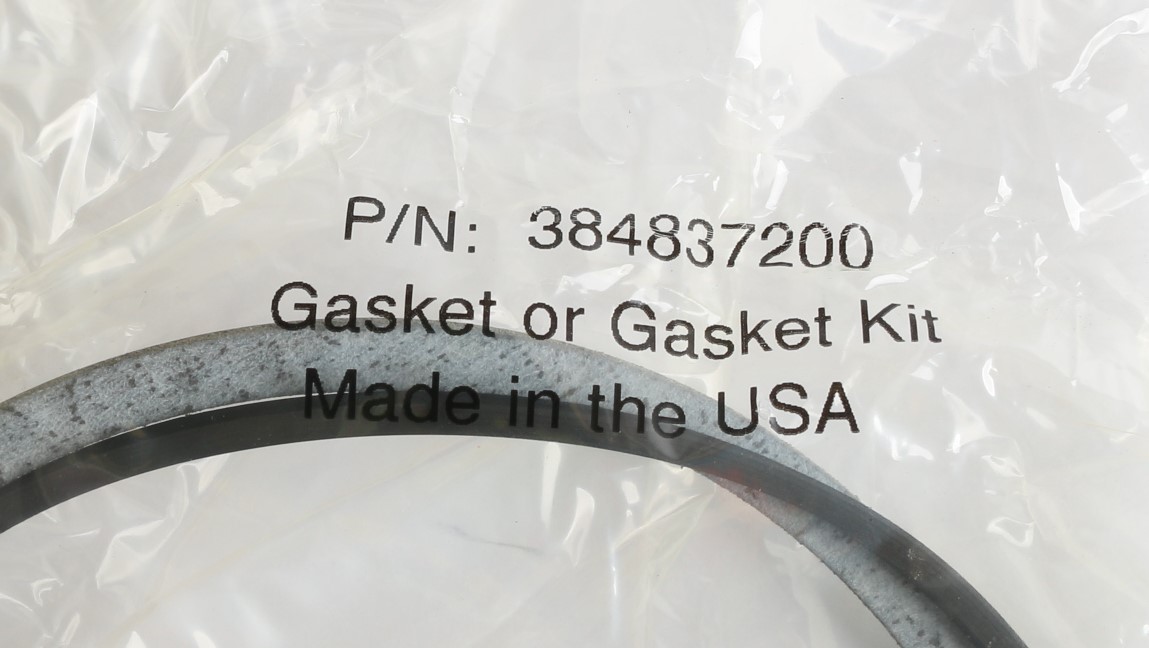 P/N: 384837200
Gasket or Gasket Kit
Made in the USA